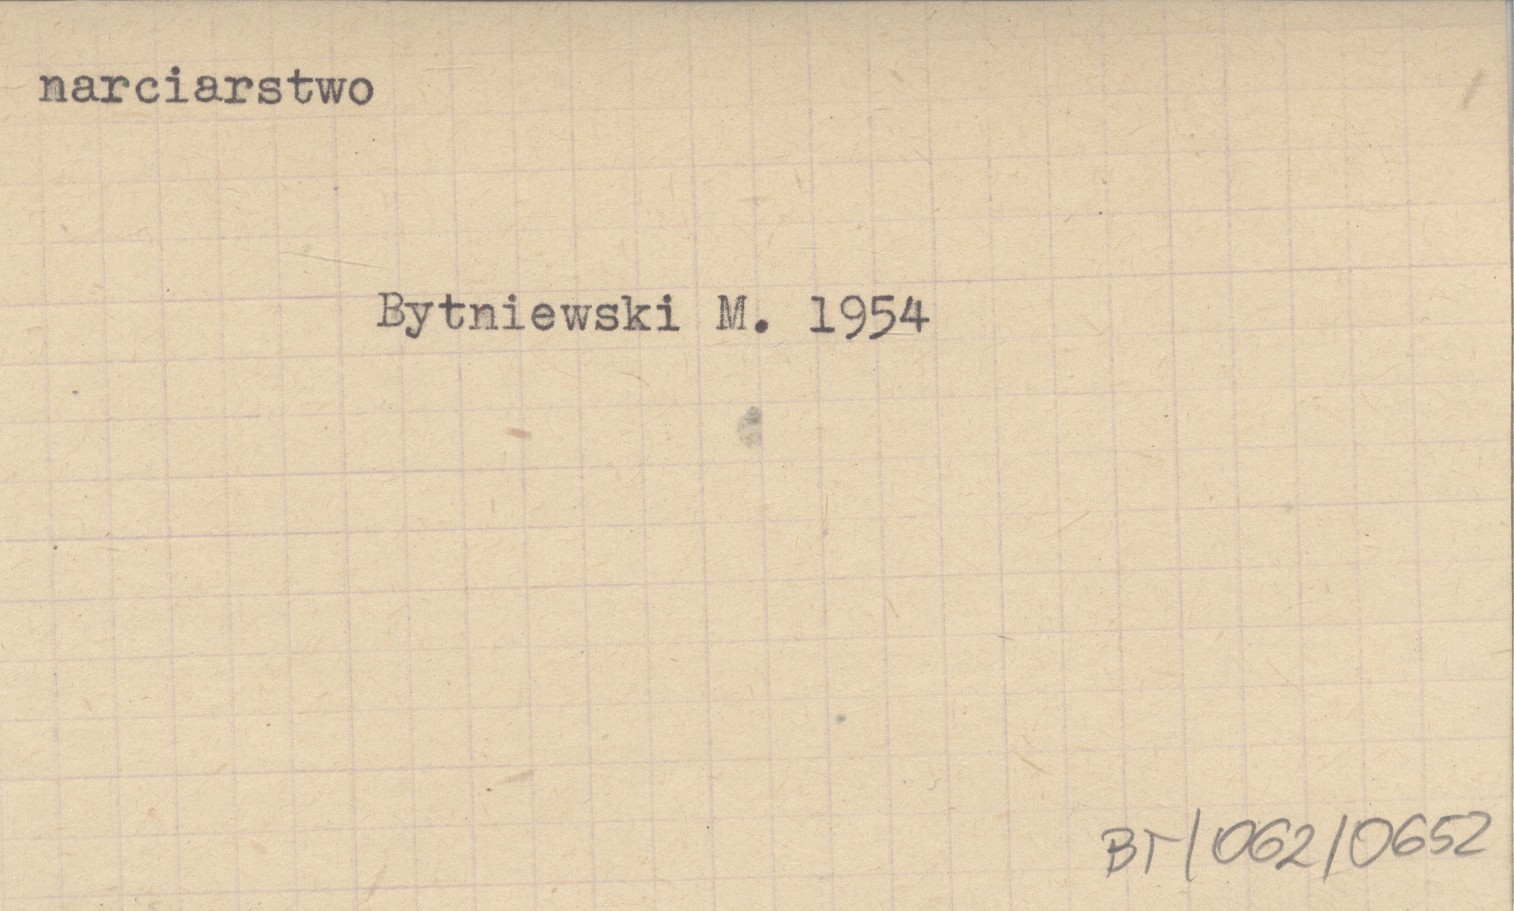 narciarstwo
Bytniewski M. 1954
BT/062/0652